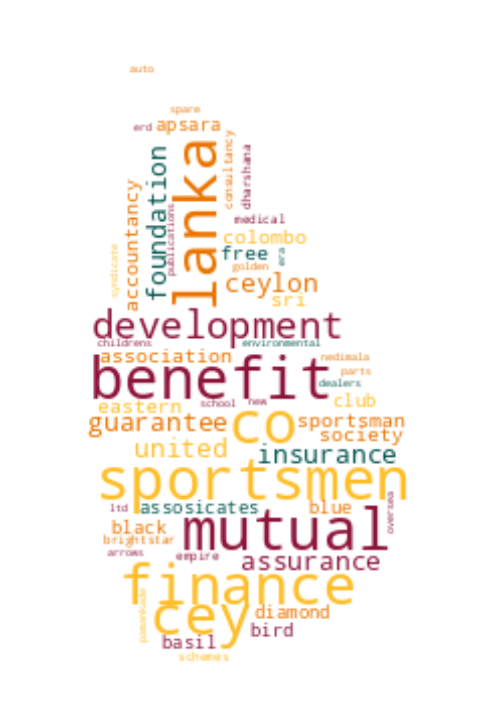 auto
spare
erd
apsara
lanka
consultancy
dharshana
foundation
publications
accountancy
medical
colombo
free
era
golden
syndicate
ceylon
sri
development
childrens
environmental
association
nedimala
benefit
parts
dealers
eastern
school
new
club
guarantee
co
sportsman
society
united
insurance
sportsmen
oversea
ltd
assosicates
blue
mutual
black
brightstar
arrows
empire
assurance
finance
pamankade
cey
diamond
bird
basil
schemes